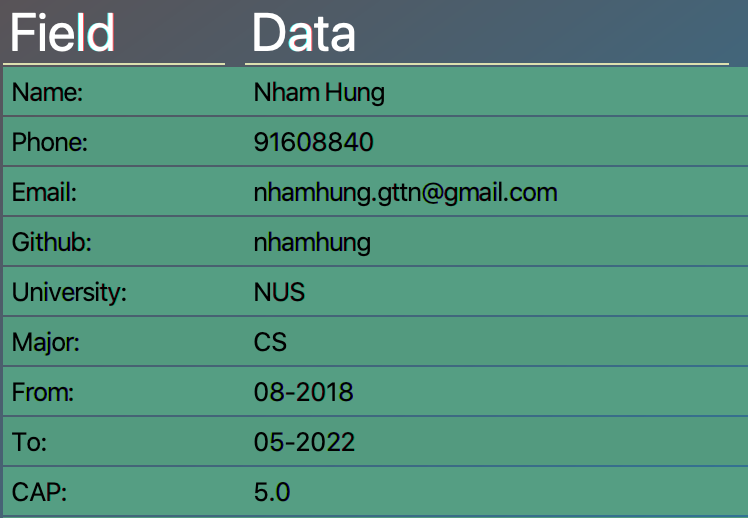 Field Data
Name: Nham Hung
Phone: 91608840
Email: nhamhung.gttn@gmail.com
Github: nhamhung
University: NUS
Major: CS
From: 08-2018
To: 05-2022
CAP: 5.0